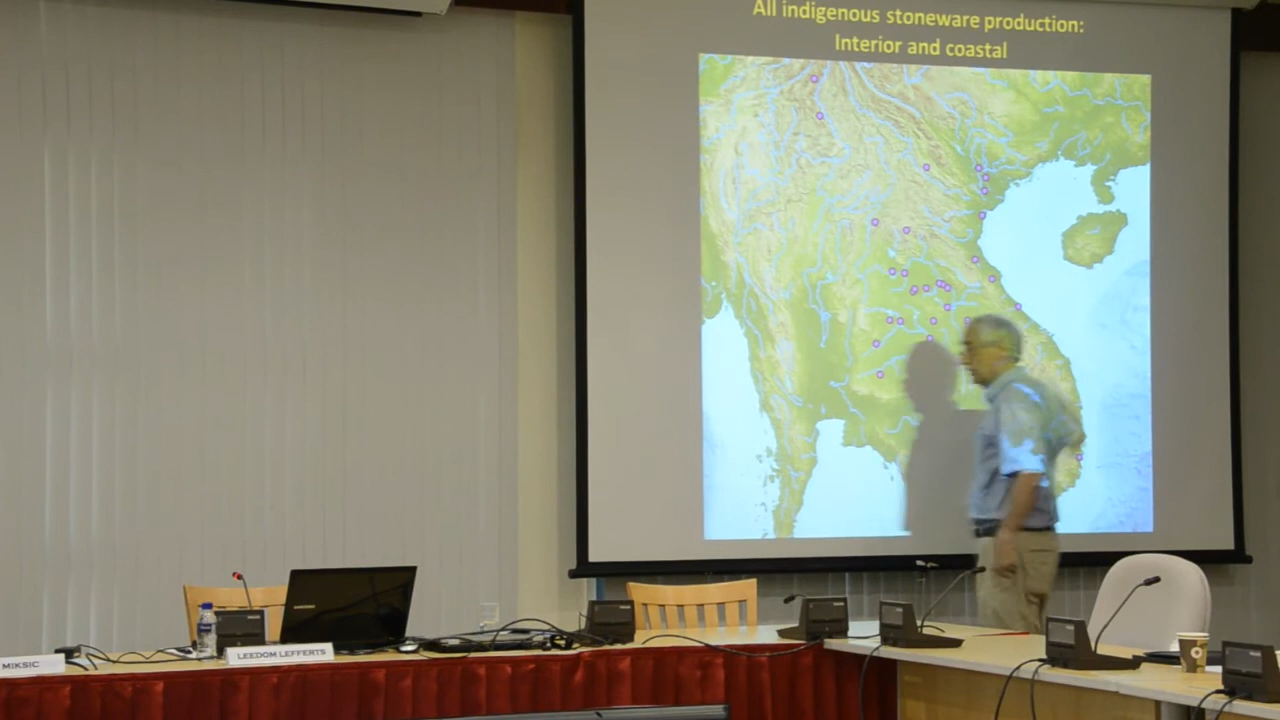 All indigenous stoneware production:
Interior and coastal
MIKSIC
LEEDOM LEFFERTS